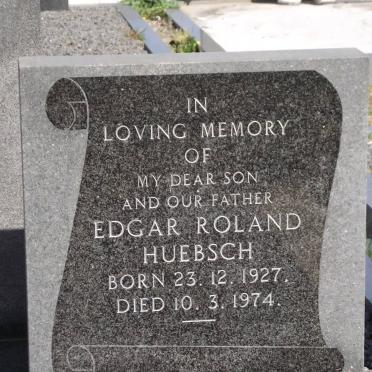 IN
LOVING MEMORY
OF
MY DEAR SON
AND OUR FATHER
EDGAR ROLAND
HUEBSCH
BORN 23. 12. 1927.
DIED 10. 3. 1974.